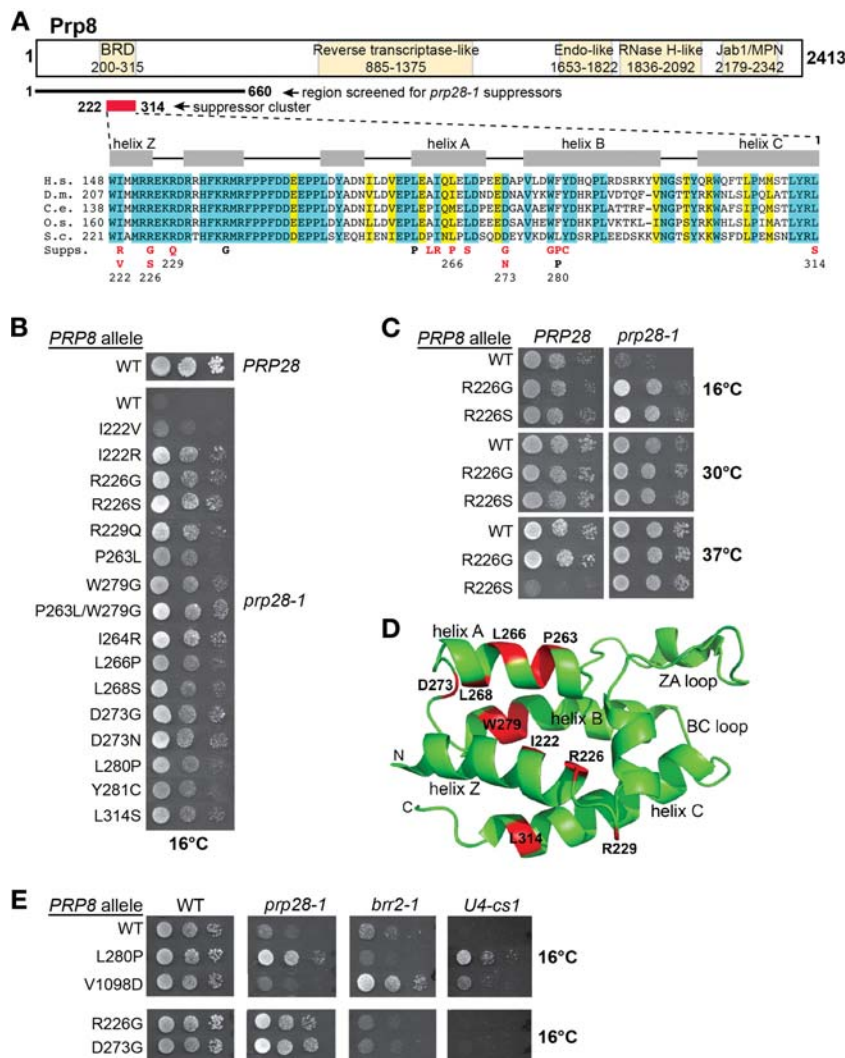 A
Prp8
1
BRD
200-315
Reverse transcriptase-like
885-1375
Endo-like
1653-1822
RNase H-like
1836-2092
Jab1/MPN
2179-2342
2413
1 660 ← region screened for prp28-1 suppressors
222 314 ← suppressor cluster
helix Z helix A helix B helix C
H.s. 148 WIMMRREKRDRRHFKRMRFPPFDDEEPPLDYADNILDVEPLEAIQLELDPEEDAPVLDWFYDHQPLRDSRKYVNGSTYQRWQFTLPMMSTLYRL
D.m. 207
C.e. 138
O.s. 160
S.c. 221
Supps. R G Q G P LR P S G GPC S
V S 229 266 N P 314
222 226 273 280
B
PRP8 allele
WT PRP28
WT
I222V
I222R
R226G
R226S
R229Q
P263L
W279G
P263L/W279G
I264R
L266P
L268S
D273G
D273N
L280P
Y281C
L314S
prp28-1
16°C
C
PRP8 allele PRP28 prp28-1
WT
R226G
R226S
16°C
WT
R226G
R226S
30°C
WT
R226G
R226S
37°C
D
helix A L266 P263
ZA loop
D273 L268
W279 helix B
BC loop
I222
R226
N
helix Z
helix C
C
L314
R229
E
PRP8 allele WT prp28-1 brr2-1 U4-cs1
WT
L280P
V1098D
16°C
R226G
D273G
16°C